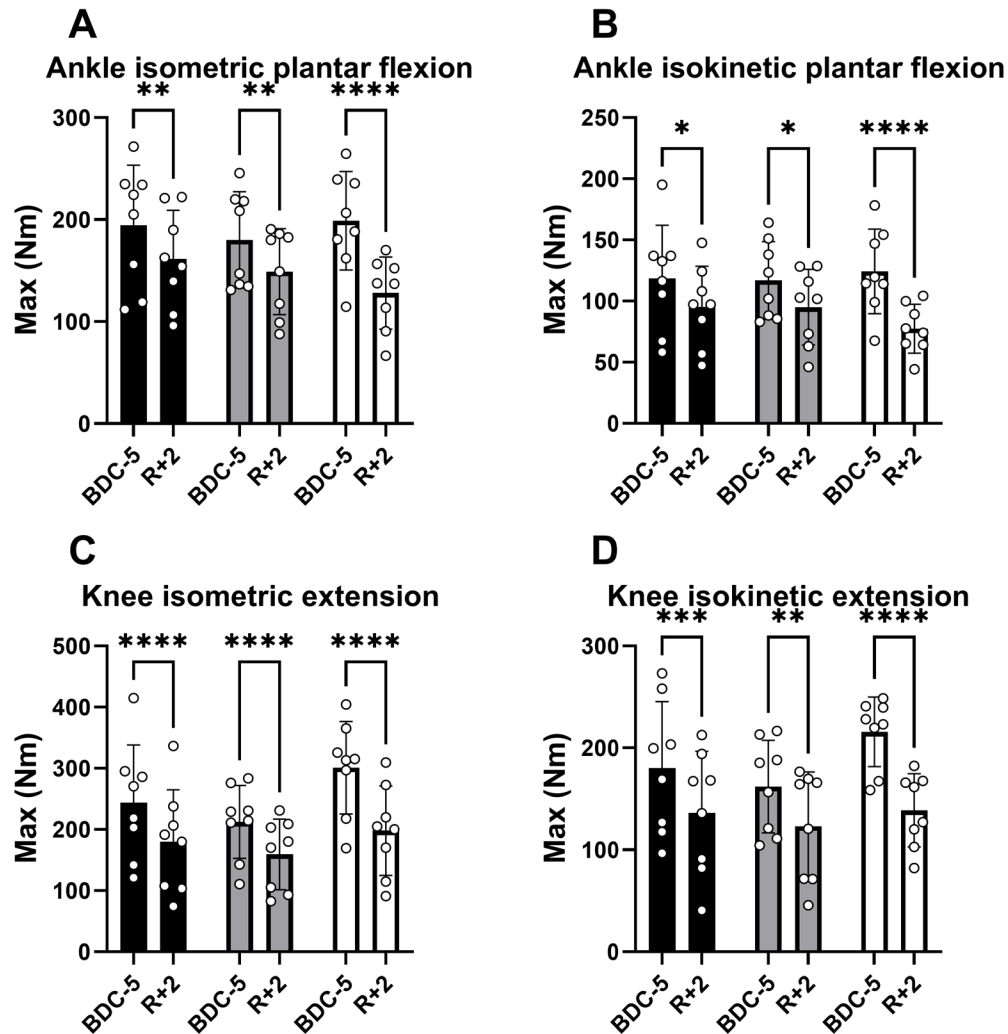 A
Ankle isometric plantar flexion
** ** ****
Max (Nm)
300
200
100
0
BDC-5 R+2 BDC-5 R+2 BDC-5 R+2
B
Ankle isokinetic plantar flexion
* * ****
Max (Nm)
250
200
150
100
50
0
BDC-5 R+2 BDC-5 R+2 BDC-5 R+2
C
Knee isometric extension
**** **** ****
Max (Nm)
500
400
300
200
100
0
BDC-5 R+2 BDC-5 R+2 BDC-5 R+2
D
Knee isokinetic extension
*** ** ****
Max (Nm)
300
200
100
0
BDC-5 R+2 BDC-5 R+2 BDC-5 R+2